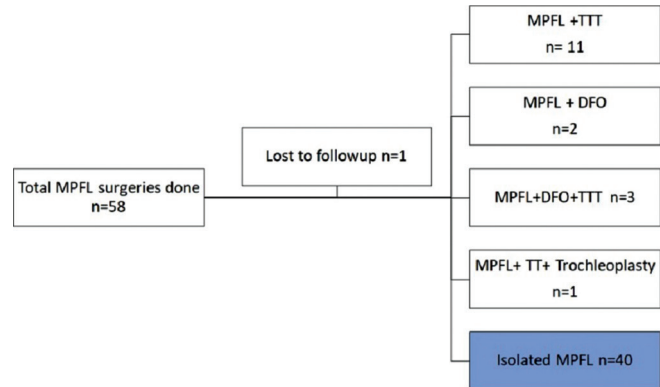 Total MPFL surgeries done
n=58
Lost to followup n=1
MPFL +TTT
n= 11
MPFL + DFO
n=2
MPFL+DFO+TTT n=3
MPFL+ TT+ Trochleoplasty
n=1
Isolated MPFL n=40